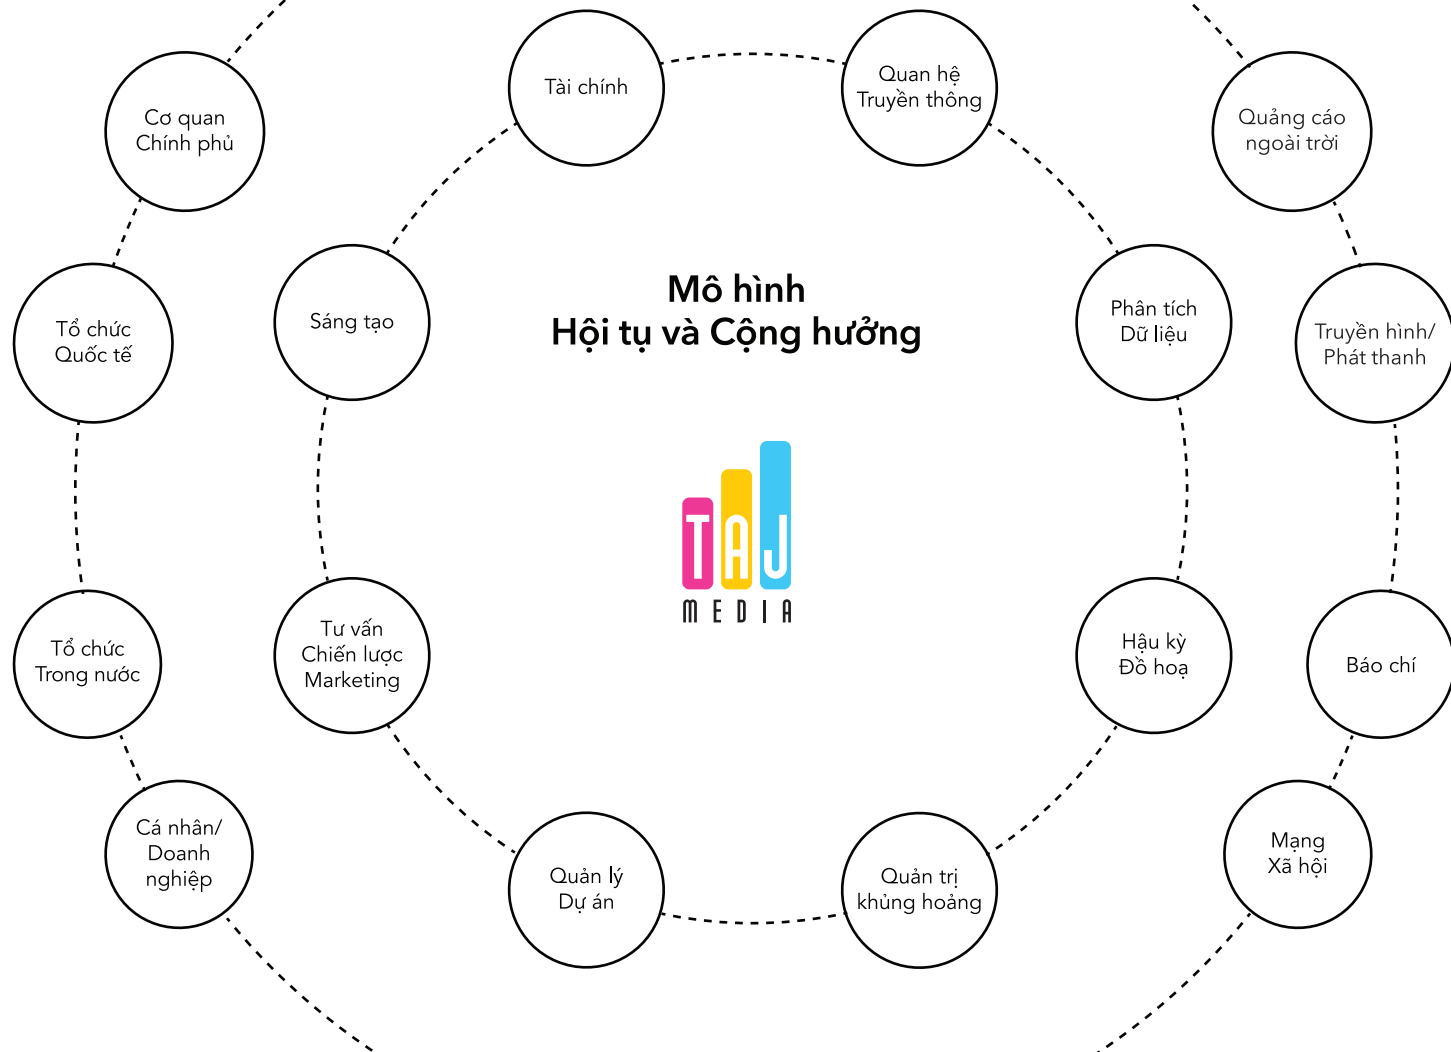 Tài chính
Quan hệ
Truyền thông
Cơ quan
Chính phủ
Quảng cáo
ngoài trời
Mô hình
Hội tụ và Cộng hưởng
Tổ chức
Quốc tế
Sáng tạo
Phân tích
Dữ liệu
Truyền hình/
Phát thanh
TAJ
MEDIA
Tổ chức
Trong nước
Tư vấn
Chiến lược
Marketing
Hậu kỳ
Đồ hoạ
Báo chí
Cá nhân/
Doanh
nghiệp
Quản lý
Dự án
Quản trị
khủng hoảng
Mạng
Xã hội